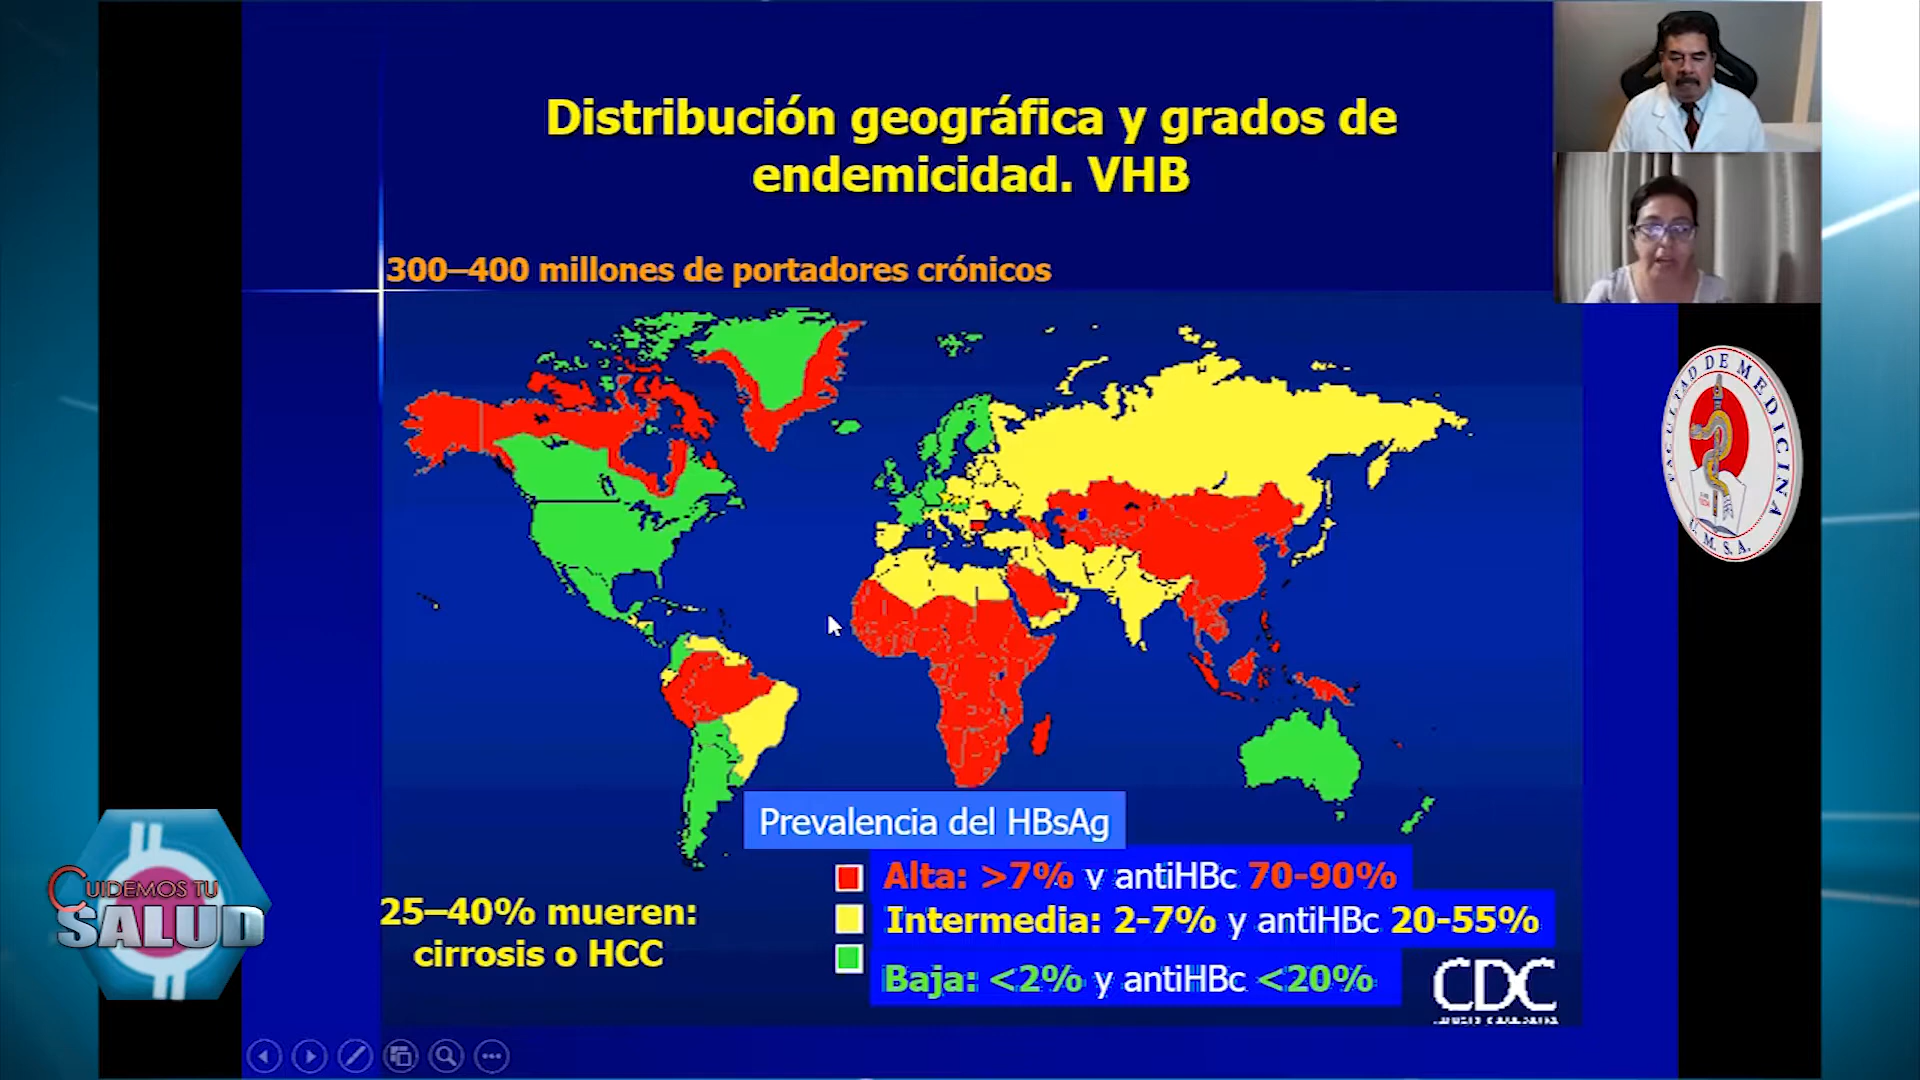 Distribución geográfica y grados de
endemicidad. VHB
300–400 millones de portadores crónicos
FACULTAD DE MEDICINA
U. M. S. A.
Prevalencia del HBsAg
Alta: >7% y antiHBc 70-90%
Intermedia: 2-7% y antiHBc 20-55%
Baja: <2% y antiHBc <20%
25–40% mueren:
cirrosis o HCC
CUIDEMOS TU
SALUD
CDC